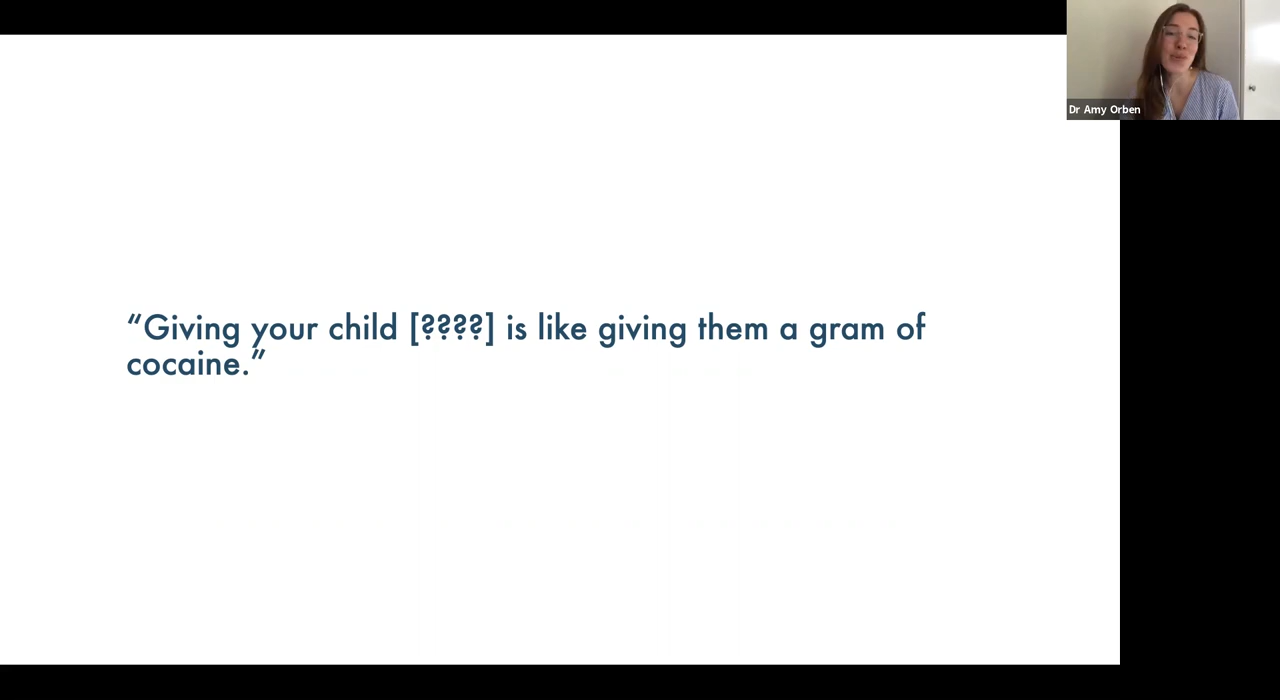 Dr Amy Orben
“Giving your child [????] is like giving them a gram of
cocaine.”